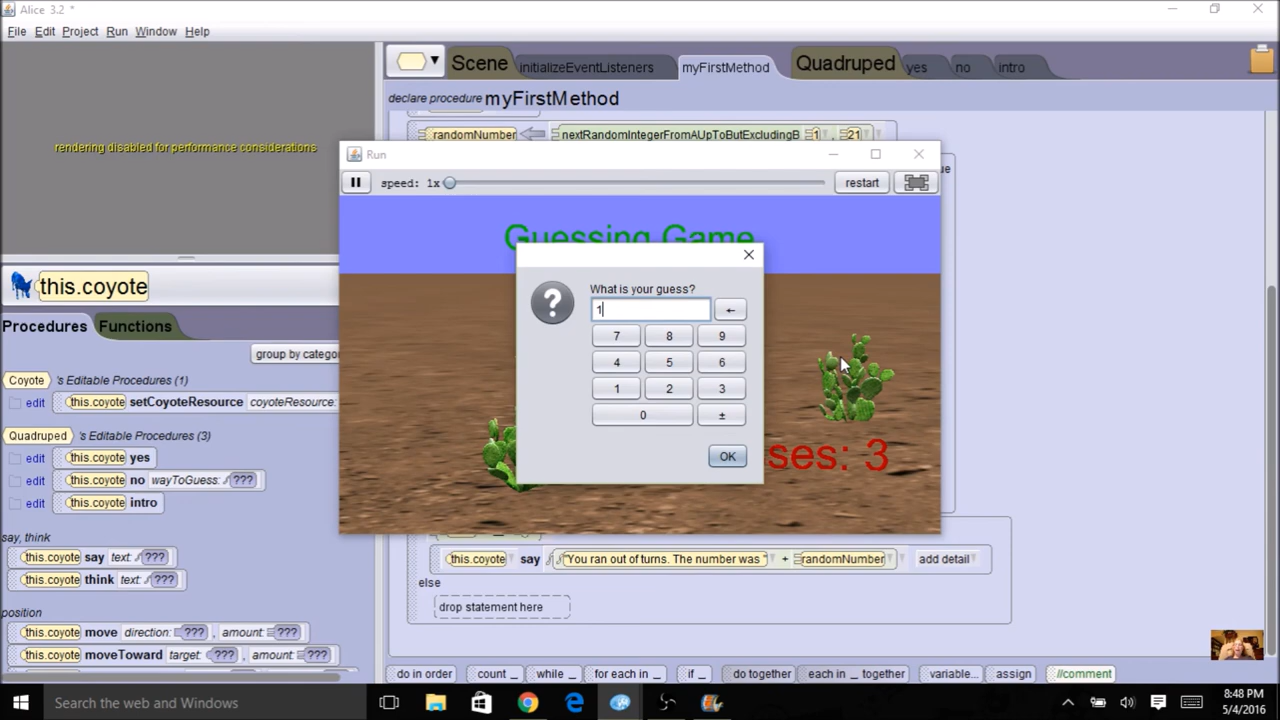 Alice 3.2 *
File Edit Project Run Window Help
rendering disabled for performance considerations
Scene initializeEventListeners myFirstMethod Quadruped yes no intro
declare procedure myFirstMethod
randomNumber nextRandomIntegerFromAUpToButExcludingB 1 , 21
ue
Run
speed: 1x restart
Guessing Game
What is your guess?
1
←
7 8 9
4 5 6
1 2 3
0 ±
OK
ses: 3
this.coyote
Procedures Functions
group by catego
Coyote 's Editable Procedures (1)
edit this.coyote setCoyoteResource coyoteResource:
Quadruped 's Editable Procedures (3)
edit this.coyote yes
edit this.coyote no wayToGuess: ???
edit this.coyote intro
say, think
this.coyote say text: ???
this.coyote think text: ???
position
this.coyote move direction: ??? , amount: ???
this.coyote moveToward target: ??? , amount: ???
this.coyote say "You ran out of turns. The number was " + randomNumber add detail
else
drop statement here
do in order count _ while _ for each in _ if _ do together each in _ together variable... assign //comment
Search the web and Windows
8:48 PM
5/4/2016